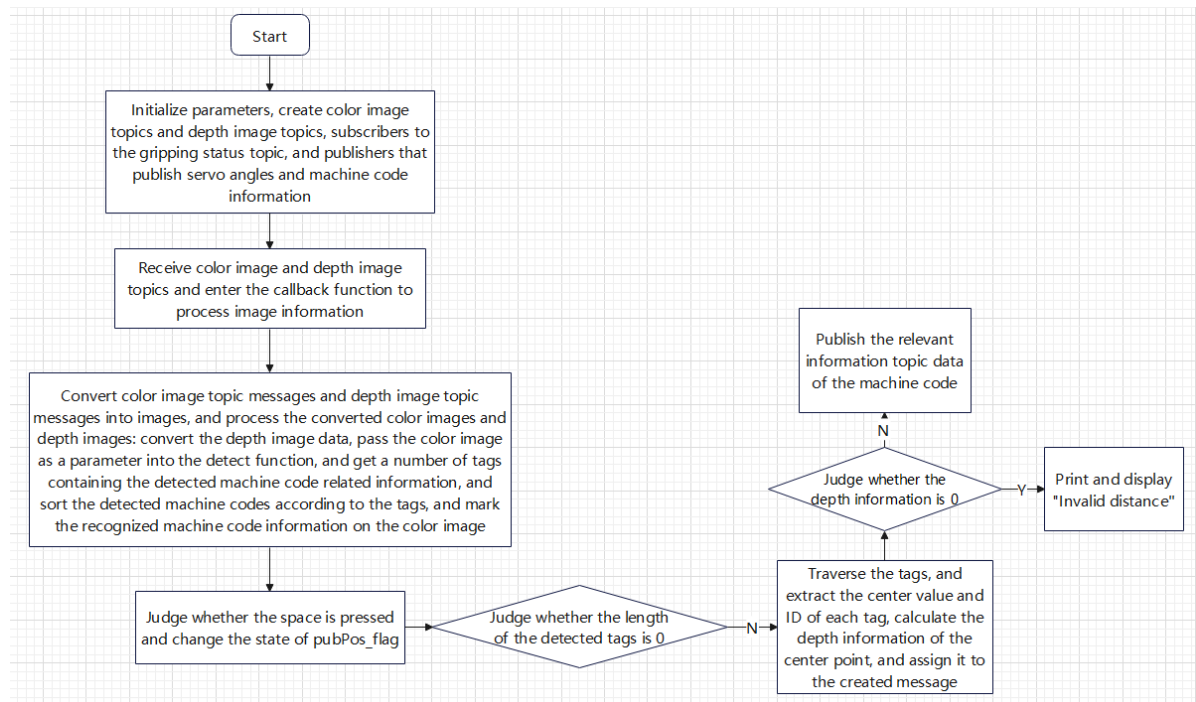 Start
Initialize parameters, create color image
topics and depth image topics, subscribers to
the gripping status topic, and publishers that
publish servo angles and machine code
information
Receive color image and depth image
topics and enter the callback function to
process image information
Convert color image topic messages and depth image topic
messages into images, and process the converted color images and
depth images: convert the depth image data, pass the color image
as a parameter into the detect function, and get a number of tags
containing the detected machine code related information, and
sort the detected machine codes according to the tags, and mark
the recognized machine code information on the color image
Judge whether the space is pressed
and change the state of pubPos_flag
Judge whether the length
of the detected tags is 0
N
Traverse the tags, and
extract the center value and
ID of each tag, calculate the
depth information of the
center point, and assign it to
the created message
Judge whether the
depth information is 0
Y
Print and display
"Invalid distance"
N
Publish the relevant
information topic data
of the machine code